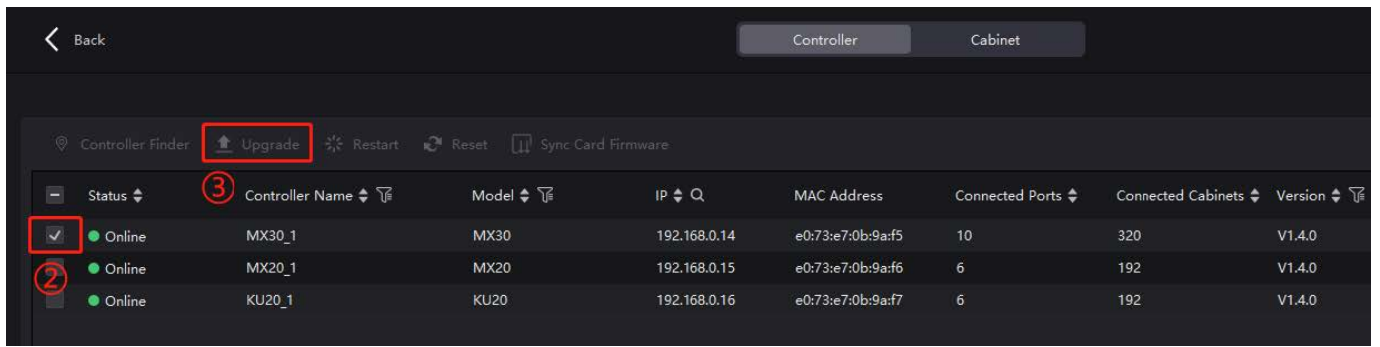 Back Controller Cabinet
Controller Finder Upgrade Restart Reset Sync Card Firmware
Status ③ Controller Name Model IP MAC Address Connected Ports Connected Cabinets Version
Online MX30_1 MX30 192.168.0.14 e0:73:e7:0b:9a:f5 10 320 V1.4.0
② Online MX20_1 MX20 192.168.0.15 e0:73:e7:0b:9a:f6 6 192 V1.4.0
Online KU20_1 KU20 192.168.0.16 e0:73:e7:0b:9a:f7 6 192 V1.4.0